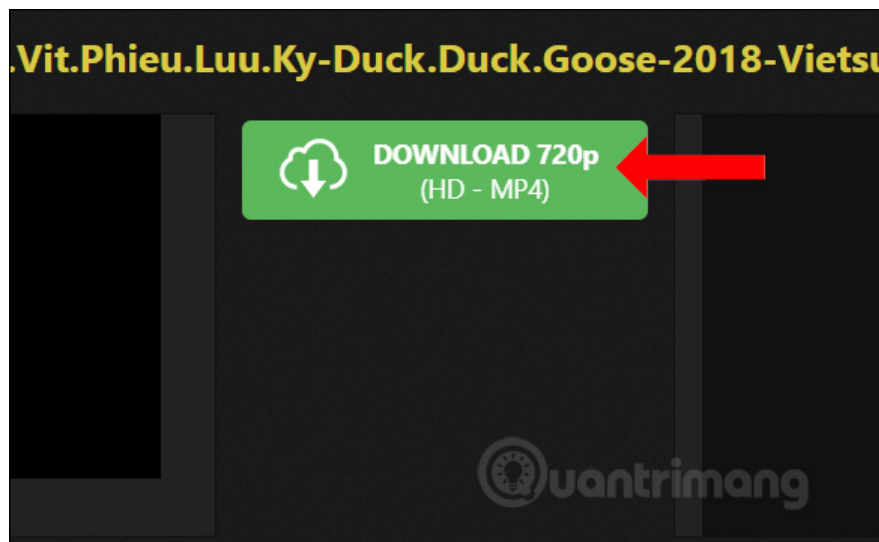 .Vit.Phieu.Luu.Ky-Duck.Duck.Goose-2018-Vietsu
DOWNLOAD 720p
(HD - MP4)
Quantrimang